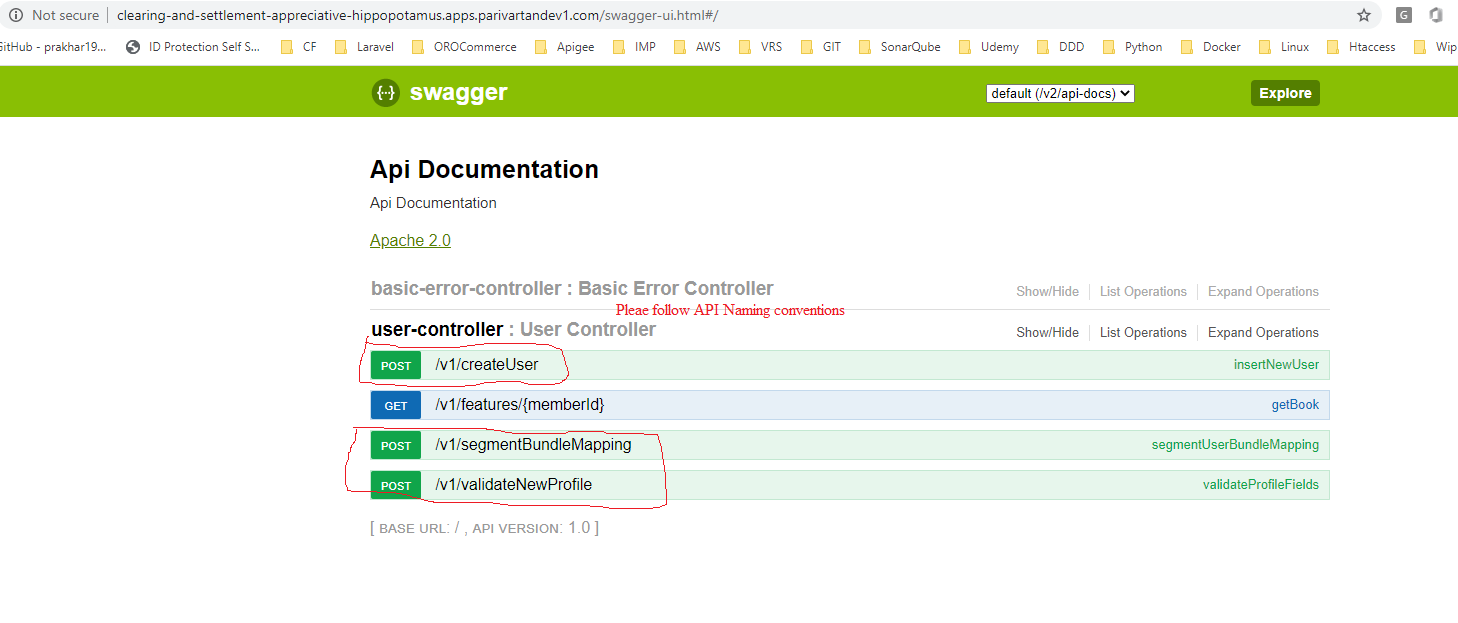 Not secure clearing-and-settlement-appreciative-hippopotamus.apps.parivartandev1.com/swagger-ui.html#/ G
GitHub - prakhar19... ID Protection Self S... CF Laravel OROCommerce Apigee IMP AWS VRS GIT SonarQube Udemy DDD Python Docker Linux Htaccess Wip
{··} swagger default (/v2/api-docs) Explore
Api Documentation
Api Documentation
Apache 2.0
basic-error-controller : Basic Error Controller Show/Hide List Operations Expand Operations
Pleae follow API Naming conventions
user-controller : User Controller Show/Hide List Operations Expand Operations
POST /v1/createUser insertNewUser
GET /v1/features/{memberId} getBook
POST /v1/segmentBundleMapping segmentUserBundleMapping
POST /v1/validateNewProfile validateProfileFields
[ BASE URL: / , API VERSION: 1.0 ]